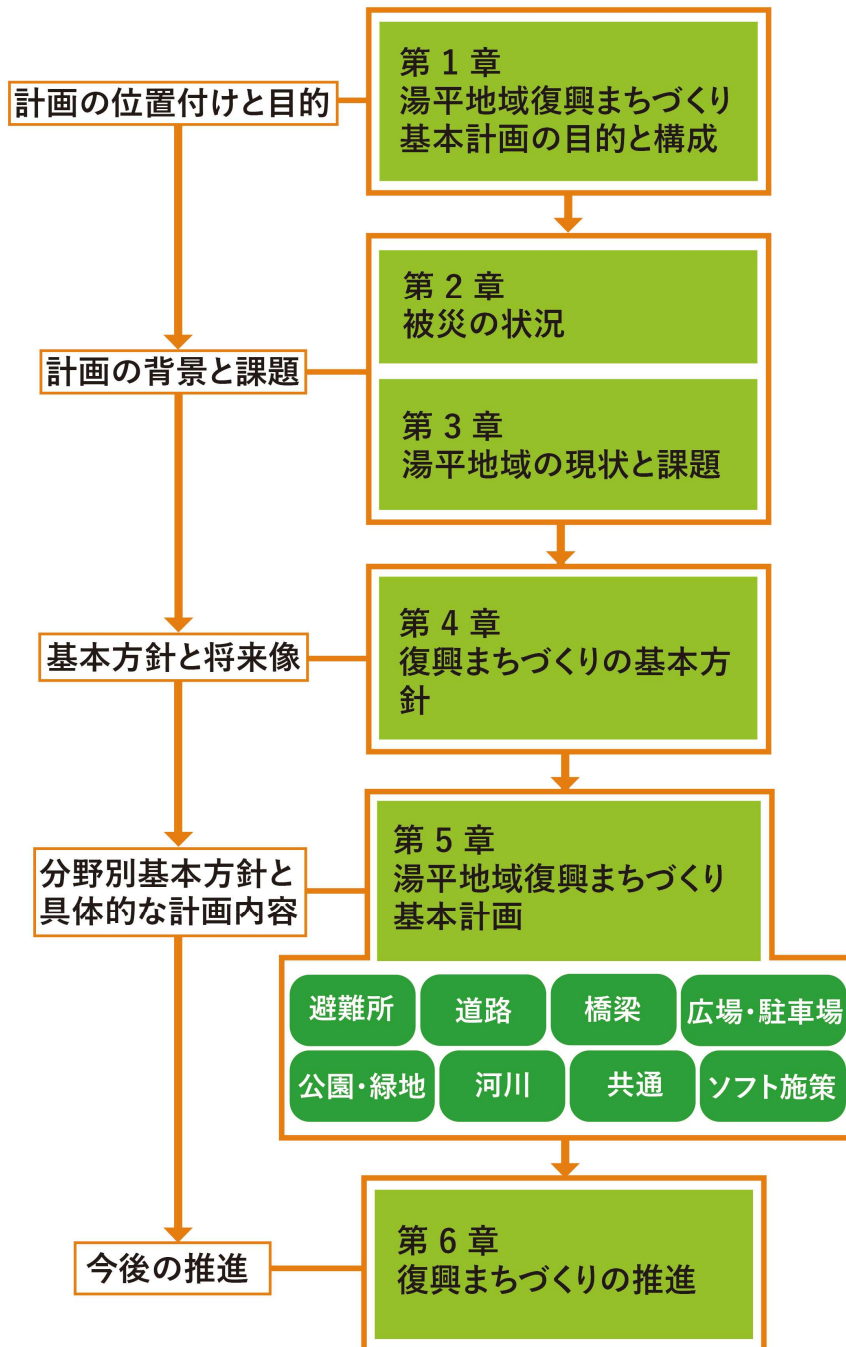 計画の位置付けと目的
第1章
湯平地域復興まちづくり
基本計画の目的と構成
計画の背景と課題
第2章
被災の状況
第3章
湯平地域の現状と課題
基本方針と将来像
第4章
復興まちづくりの基本方
針
分野別基本方針と
具体的な計画内容
第5章
湯平地域復興まちづくり
基本計画
避難所
道路
橋梁
広場・駐車場
公園・緑地
河川
共通
ソフト施策
今後の推進
第6章
復興まちづくりの推進